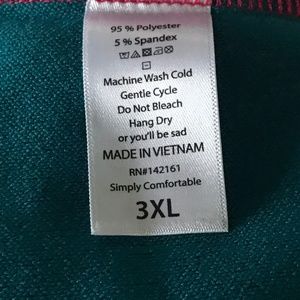 95 % Polyester
5 % Spandex
Machine Wash Cold
Gentle Cycle
Do Not Bleach
Hang Dry
or you'll be sad
MADE IN VIETNAM
RN#142161
Simply Comfortable
3XL